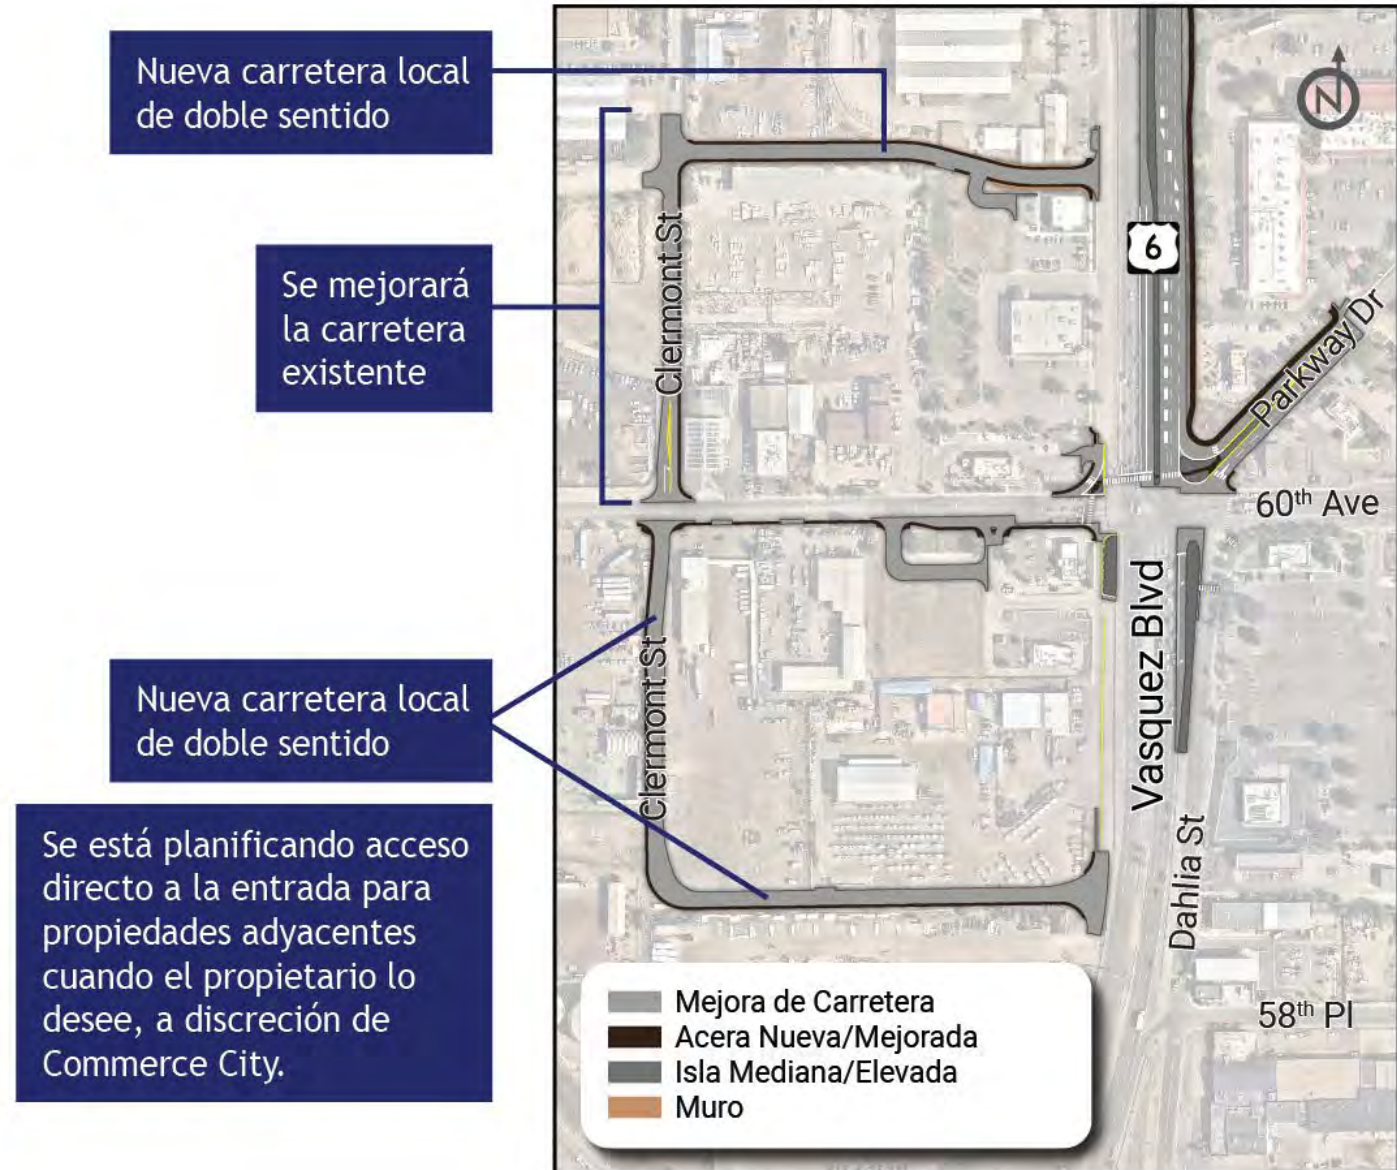 Nueva carretera local
de doble sentido
Se mejorará
la carretera
existente
Nueva carretera local
de doble sentido
Se está planificando acceso
directo a la entrada para
propiedades adyacentes
cuando el propietario lo
desee, a discreción de
Commerce City.
N
6
Clermont St
Parkway Dr
60th Ave
Clermont St
Vasquez Blvd
Dahlia St
58th Pl
Mejora de Carretera
Acera Nueva/Mejorada
Isla Mediana/Elevada
Muro